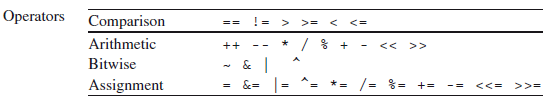 Operators Comparison == != > >= < <=
Arithmetic ++ -- * / % + - << >>
Bitwise ~ & | ^
Assignment = &= |= ^= *= /= %= += -= <<= >>=